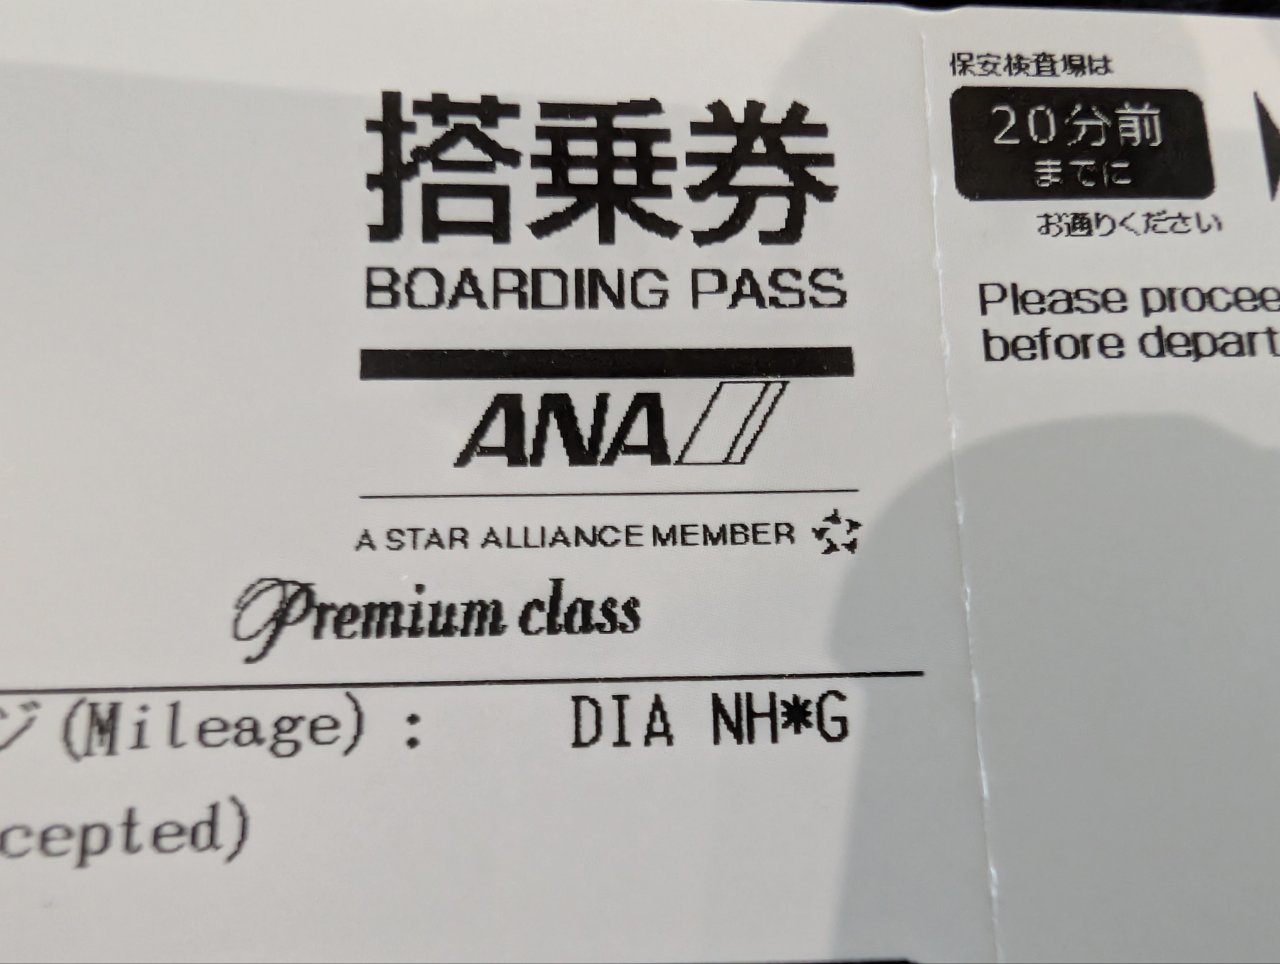 搭乗券
BOARDING PASS
ANA
A STAR ALLIANCE MEMBER
Premium class
ジ(Mileage) : DIA NH*G
cepted)
保安検査場は
20分前
までに
お通りください
Please procee
before depart